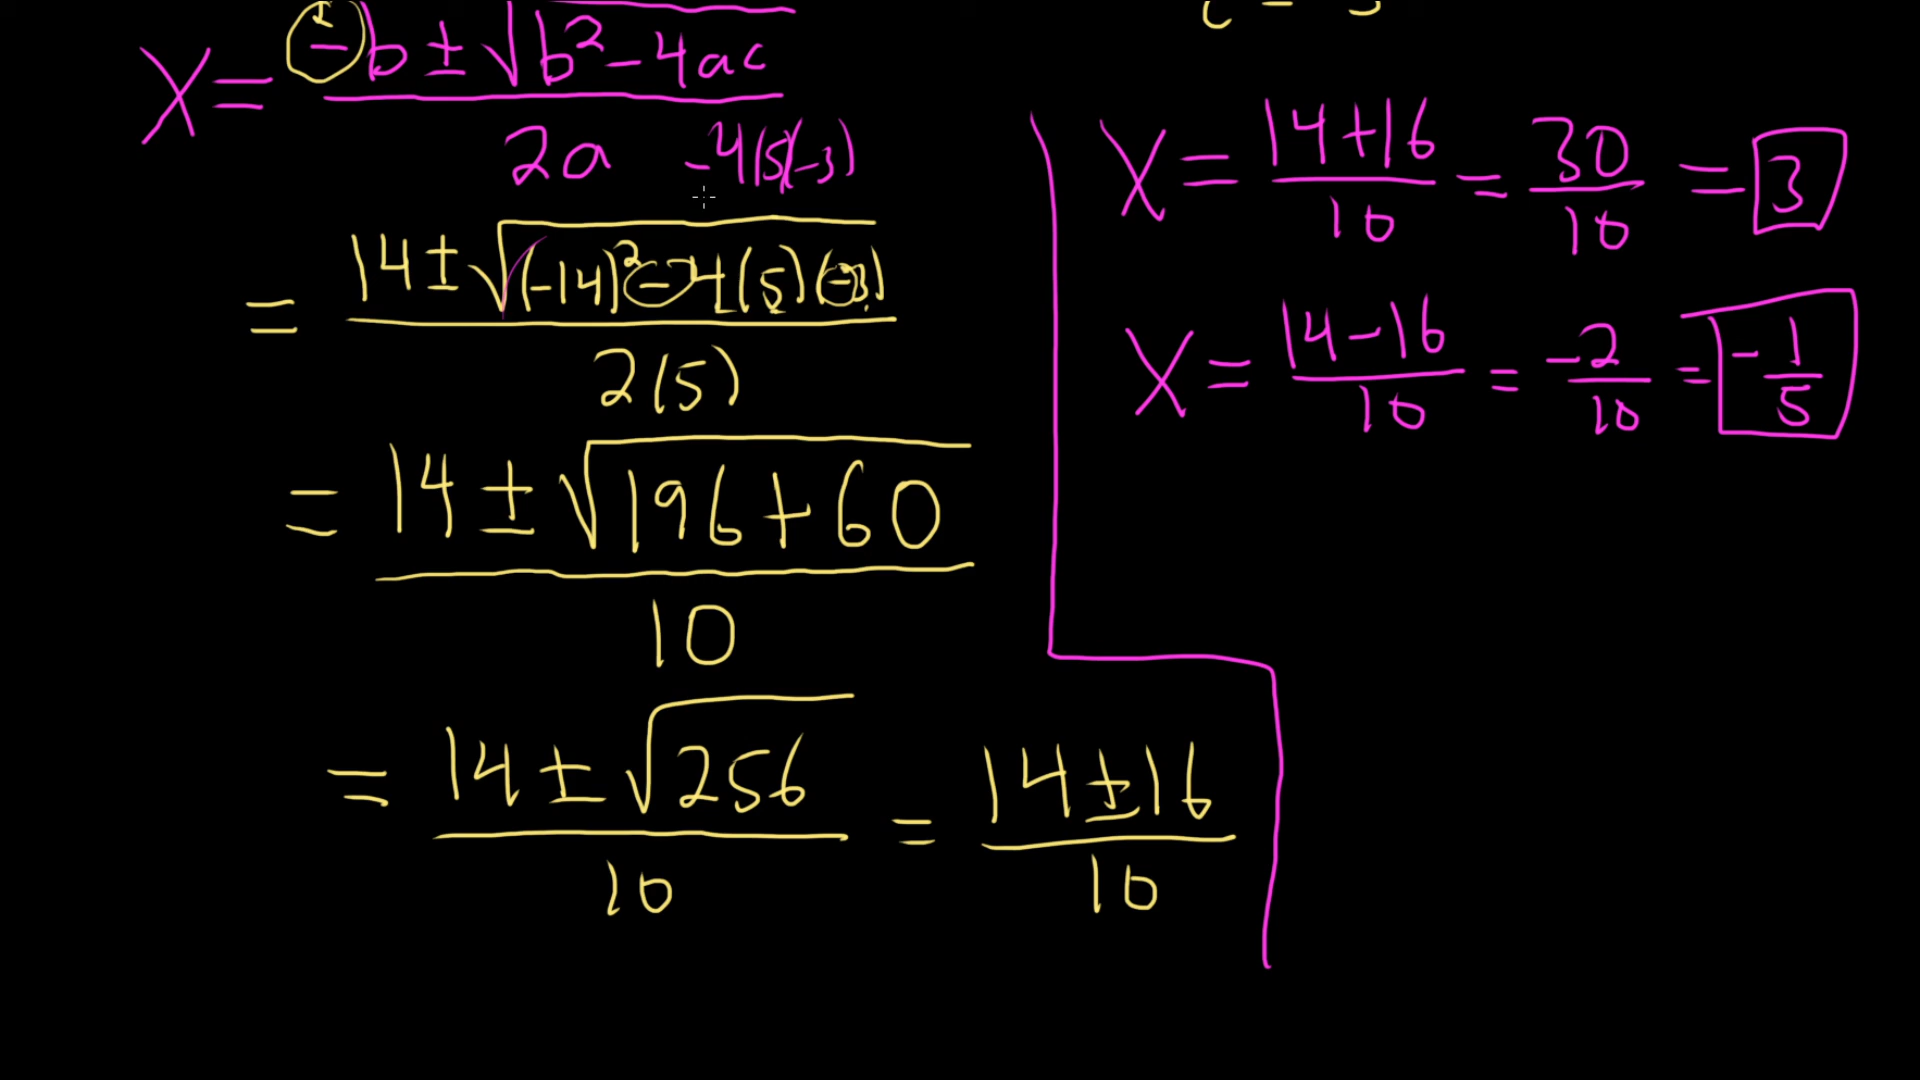 c = -3
X = -b ± √b² - 4ac / 2a
-4(5)(-3)
= 14 ± √(-14)² - 4(5)(-3) / 2(5)
= 14 ± √196 + 60 / 10
= 14 ± √256 / 10 = 14 ± 16 / 10
X = 14 + 16 / 10 = 30 / 10 = 3
X = 14 - 16 / 10 = -2 / 10 = -1 / 5